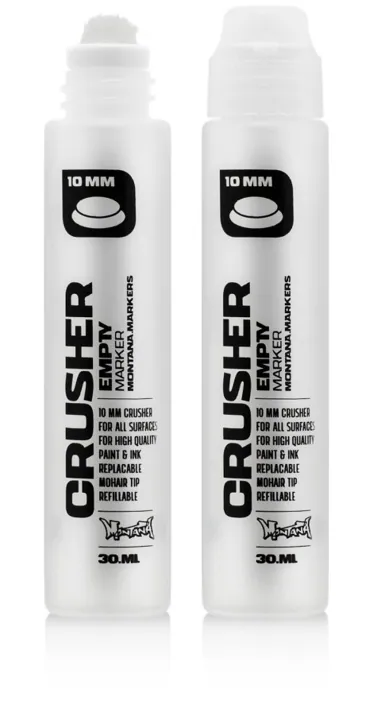 10 MM
CRUSHER
EMPTY
MARKER
MONTANA.MARKERS
10 MM CRUSHER
FOR ALL SURFACES
FOR HIGH QUALITY
PAINT & INK
REPLACABLE
MOHAIR TIP
REFILLABLE
MONTANA
30.ML
10 MM
CRUSHER
EMPTY
MARKER
MONTANA.MARKERS
10 MM CRUSHER
FOR ALL SURFACES
FOR HIGH QUALITY
PAINT & INK
REPLACABLE
MOHAIR TIP
REFILLABLE
MONTANA
30.ML